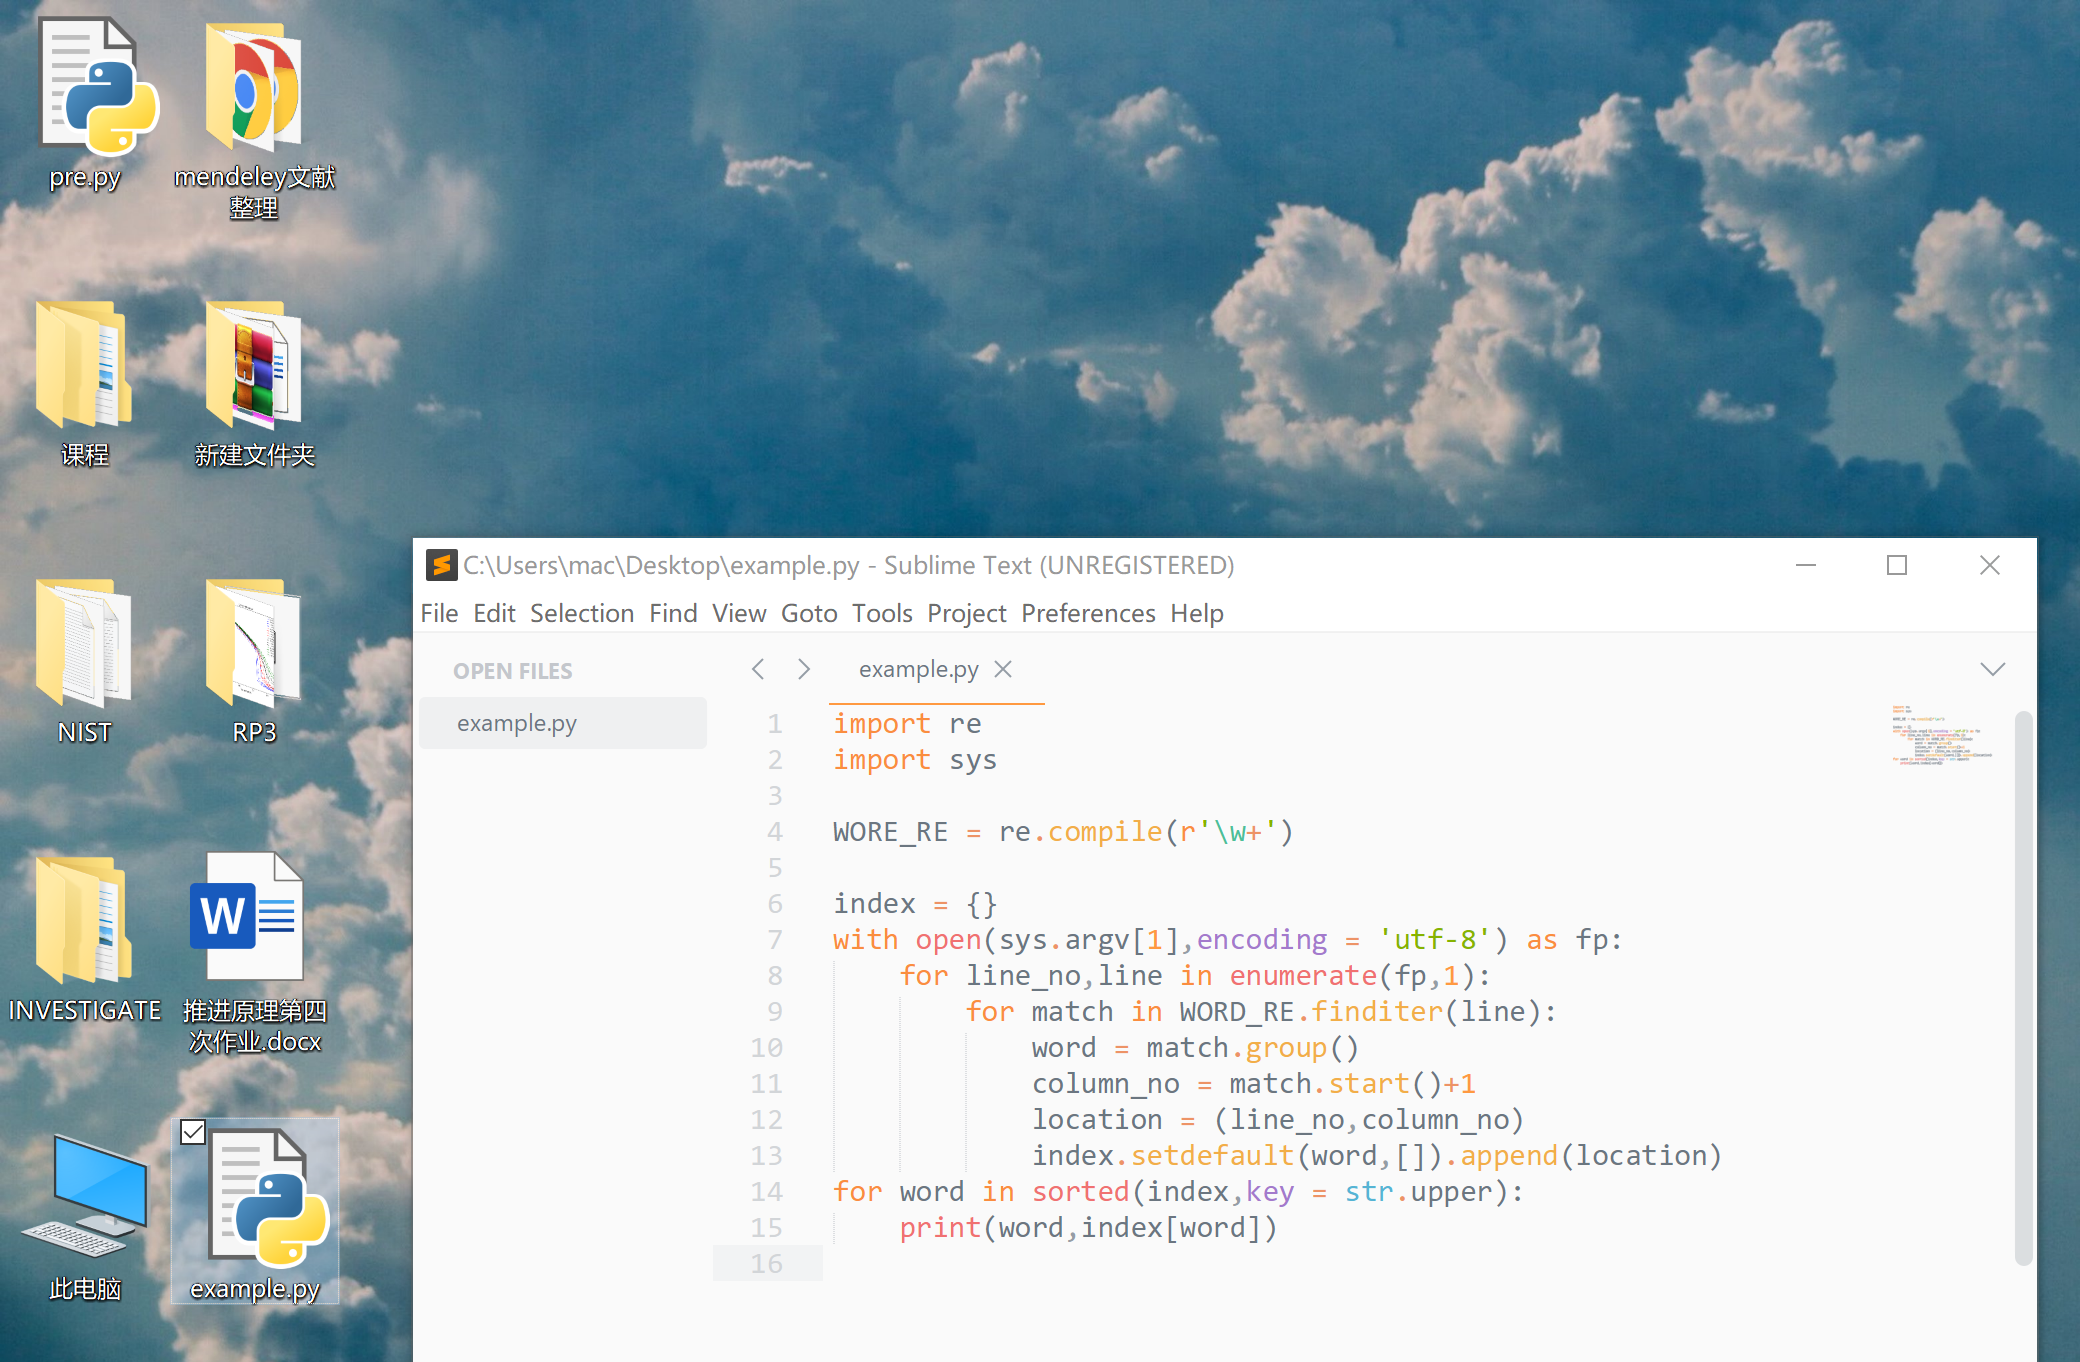 pre.py
mendeley文献
整理
课程
新建文件夹
NIST
RP3
INVESTIGATE
推进原理第四
次作业.docx
此电脑
example.py
C:\Users\mac\Desktop\example.py - Sublime Text (UNREGISTERED)
File Edit Selection Find View Goto Tools Project Preferences Help
OPEN FILES
example.py
example.py
1 import re
2 import sys
3
4 WORE_RE = re.compile(r'\w+')
5
6 index = {}
7 with open(sys.argv[1],encoding = 'utf-8') as fp:
8     for line_no,line in enumerate(fp,1):
9         for match in WORD_RE.finditer(line):
10             word = match.group()
11             column_no = match.start()+1
12             location = (line_no,column_no)
13             index.setdefault(word,[]).append(location)
14 for word in sorted(index,key = str.upper):
15     print(word,index[word])
16